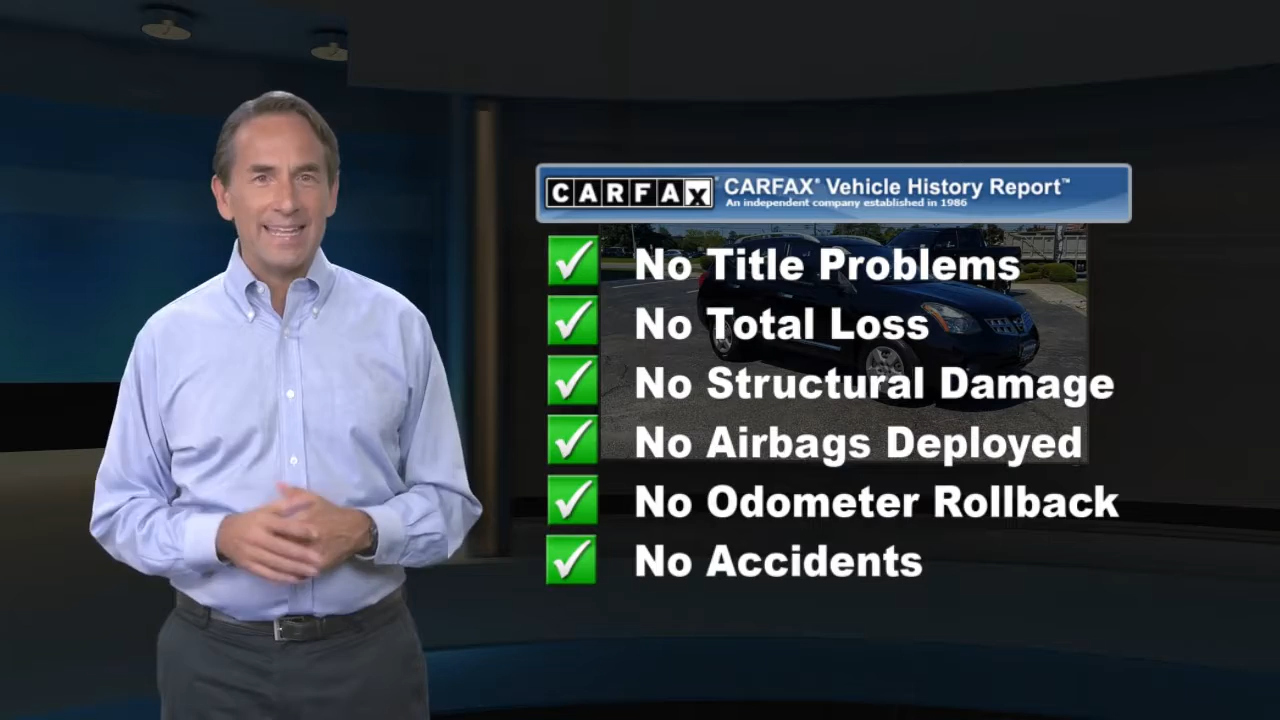 CARFAX
CARFAX® Vehicle History Report™
An independent company established in 1986
No Title Problems
No Total Loss
No Structural Damage
No Airbags Deployed
No Odometer Rollback
No Accidents